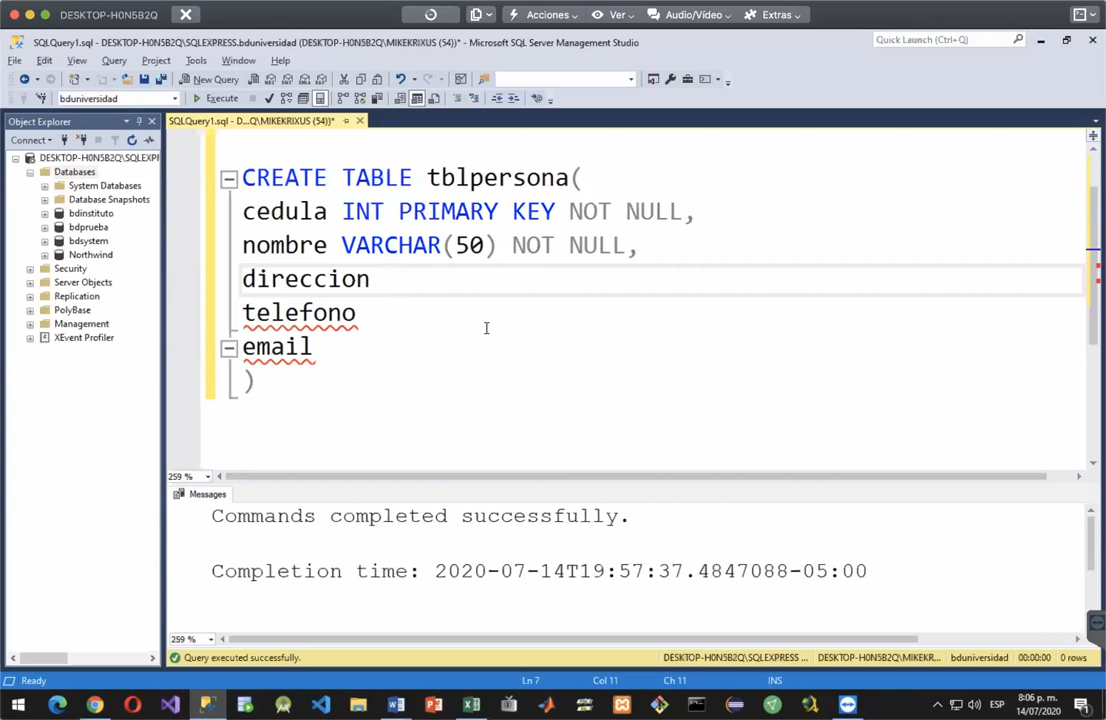 DESKTOP-H0N5B2Q
Acciones
Ver
Audio/Vídeo
Extras
SQLQuery1.sql - DESKTOP-H0N5B2Q\SQLEXPRESS.bduniversidad (DESKTOP-H0N5B2Q\MIKEKRIXUS (54))* - Microsoft SQL Server Management Studio
Quick Launch (Ctrl+Q)
File Edit View Query Project Tools Window Help
New Query
bduniversidad
Execute
Object Explorer
SQLQuery1.sql - D...Q\MIKEKRIXUS (54))*
Connect
DESKTOP-H0N5B2Q\SQLEXPR
Databases
System Databases
Database Snapshots
bdinstituto
bdprueba
bdsystem
Northwind
Security
Server Objects
Replication
PolyBase
Management
XEvent Profiler
CREATE TABLE tblpersona(
cedula INT PRIMARY KEY NOT NULL,
nombre VARCHAR(50) NOT NULL,
direccion
telefono
email
)
259 %
Messages
Commands completed successfully.
Completion time: 2020-07-14T19:57:37.4847088-05:00
259 %
Query executed successfully.
DESKTOP-H0N5B2Q\SQLEXPRESS ...
DESKTOP-H0N5B2Q\MIKEKR...
bduniversidad
00:00:00
0 rows
Ready
Ln 7
Col 11
Ch 11
INS
ESP
8:06 p. m.
14/07/2020